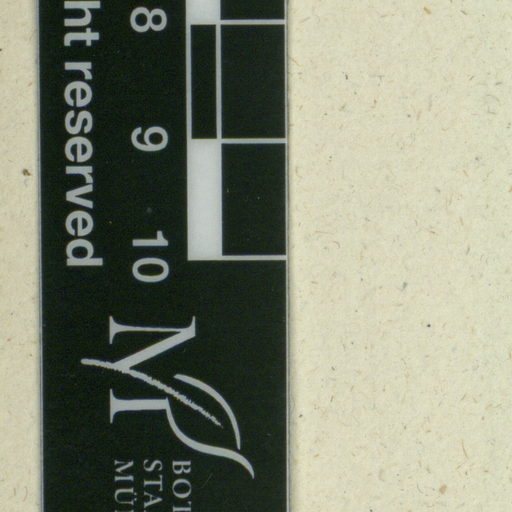 ht reserved
8 9 10
M
BOT
STA
MÜ